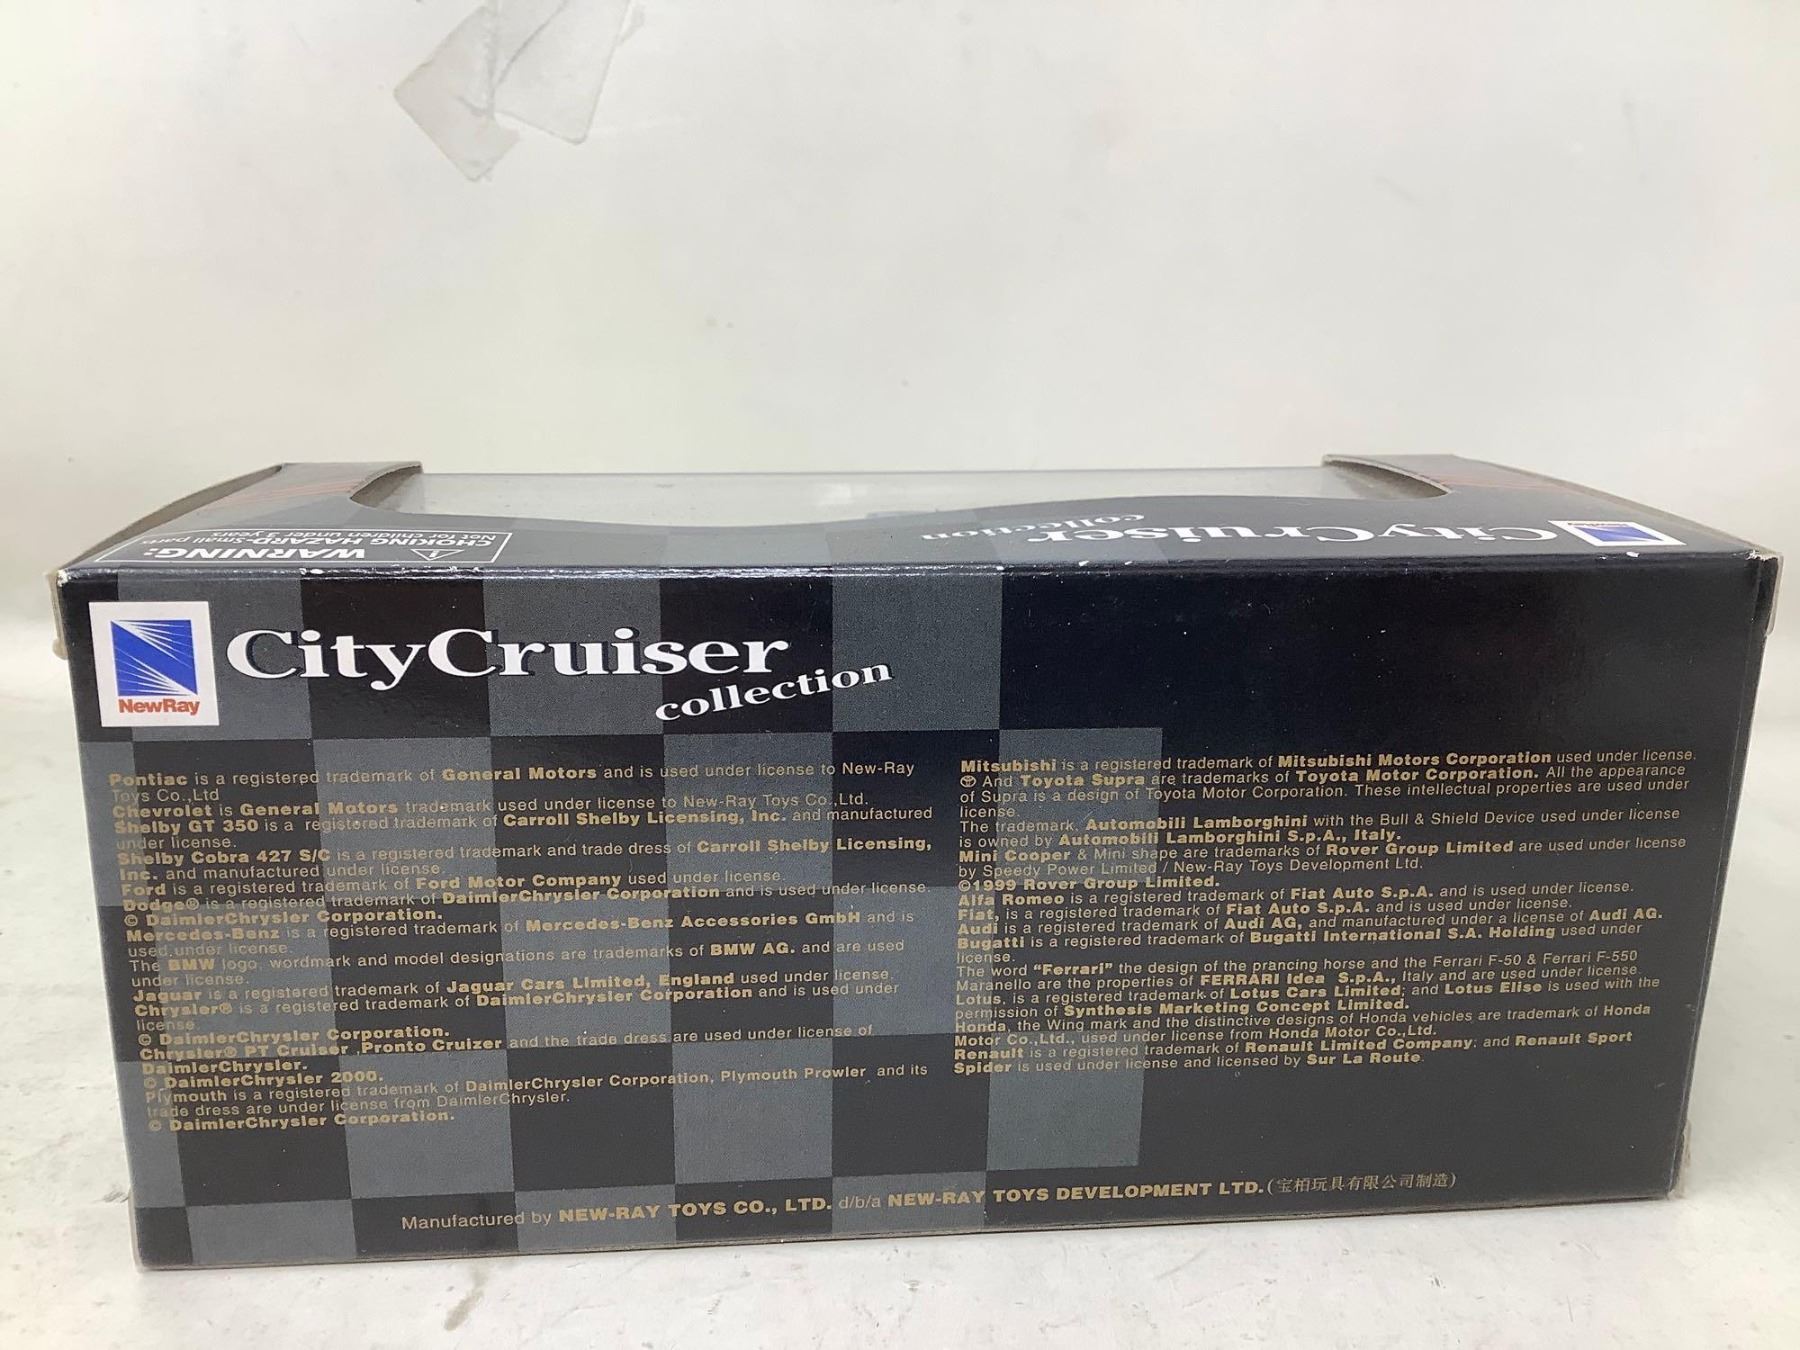 WARNING:
CHOKING HAZARD-Small parts
Not for children under 3 years
CityCruiser
collection
NewRay
NewRay
CityCruiser
collection
Pontiac is a registered trademark of General Motors and is used under license to New-Ray
Toys Co.,Ltd
Chevrolet is General Motors trademark used under license to New-Ray Toys Co.,Ltd.
Shelby GT 350 is a registored trademark of Carroll Shelby Licensing, Inc. and manufactured
under license.
Shelby Cobra 427 S/C is a registered trademark and trade dress of Carroll Shelby Licensing,
Inc. and manufactured under license.
Ford is a registered trademark of Ford Motor Company used under license.
Dodge® is a registered trademark of DaimlerChrysler Corporation and is used under license.
© DaimlerChrysler Corporation.
Mercedes-Benz is a registered trademark of Mercedes-Benz Accessories GmbH and is
used under license.
The BMW logo, wordmark and model designations are trademarks of BMW AG. and are used
under license.
Jaguar is a registered trademark of Jaguar Cars Limited, England used under license.
Chrysler® is a registered trademark of DaimlerChrysler Corporation and is used under
license.
© DaimlerChrysler Corporation.
Chrysler® PT Cruiser ,Pronto Cruizer and the trade dress are used under license of
DaimlerChrysler.
© DaimlerChrysler 2000.
Plymouth is a registered trademark of DaimlerChrysler Corporation, Plymouth Prowler and its
trade dress are under license from DaimlerChrysler.
© DaimlerChrysler Corporation.
Mitsubishi is a registered trademark of Mitsubishi Motors Corporation used under license.
And Toyota Supra are trademarks of Toyota Motor Corporation. All the appearance
of Supra is a design of Toyota Motor Corporation. These intellectual properties are used under
license.
The trademark, Automobili Lamborghini with the Bull & Shield Device used under license
is owned by Automobili Lamborghini S.p.A., Italy.
Mini Cooper & Mini shape are trademarks of Rover Group Limited are used under license
by Speedy Power Limited / New-Ray Toys Development Ltd.
©1999 Rover Group Limited.
Alfa Romeo is a registered trademark of Fiat Auto S.p.A. and is used under license.
Fiat, is a registered trademark of Fiat Auto S.p.A. and is used under license.
Audi is a registered trademark of Audi AG, and manufactured under a license of Audi AG.
Bugatti is a registered trademark of Bugatti International S.A. Holding used under
license.
The word "Ferrari" the design of the prancing horse and the Ferrari F-50 & Ferrari F-550
Maranello are the properties of FERRARI Idea S.p.A., Italy and are used under license.
Lotus, is a registered trademark of Lotus Cars Limited; and Lotus Elise is used with the
permission of Synthesis Marketing Concept Limited.
Honda, the Wing mark and the distinctive designs of Honda vehicles are trademark of Honda
Motor Co.,Ltd., used under license from Honda Motor Co.,Ltd.
Renault is a registered trademark of Renault Limited Company; and Renault Sport
Spider is used under license and licensed by Sur La Route.
Manufactured by NEW-RAY TOYS CO., LTD. d/b/a NEW-RAY TOYS DEVELOPMENT LTD. (宝栢玩具有限公司制造)